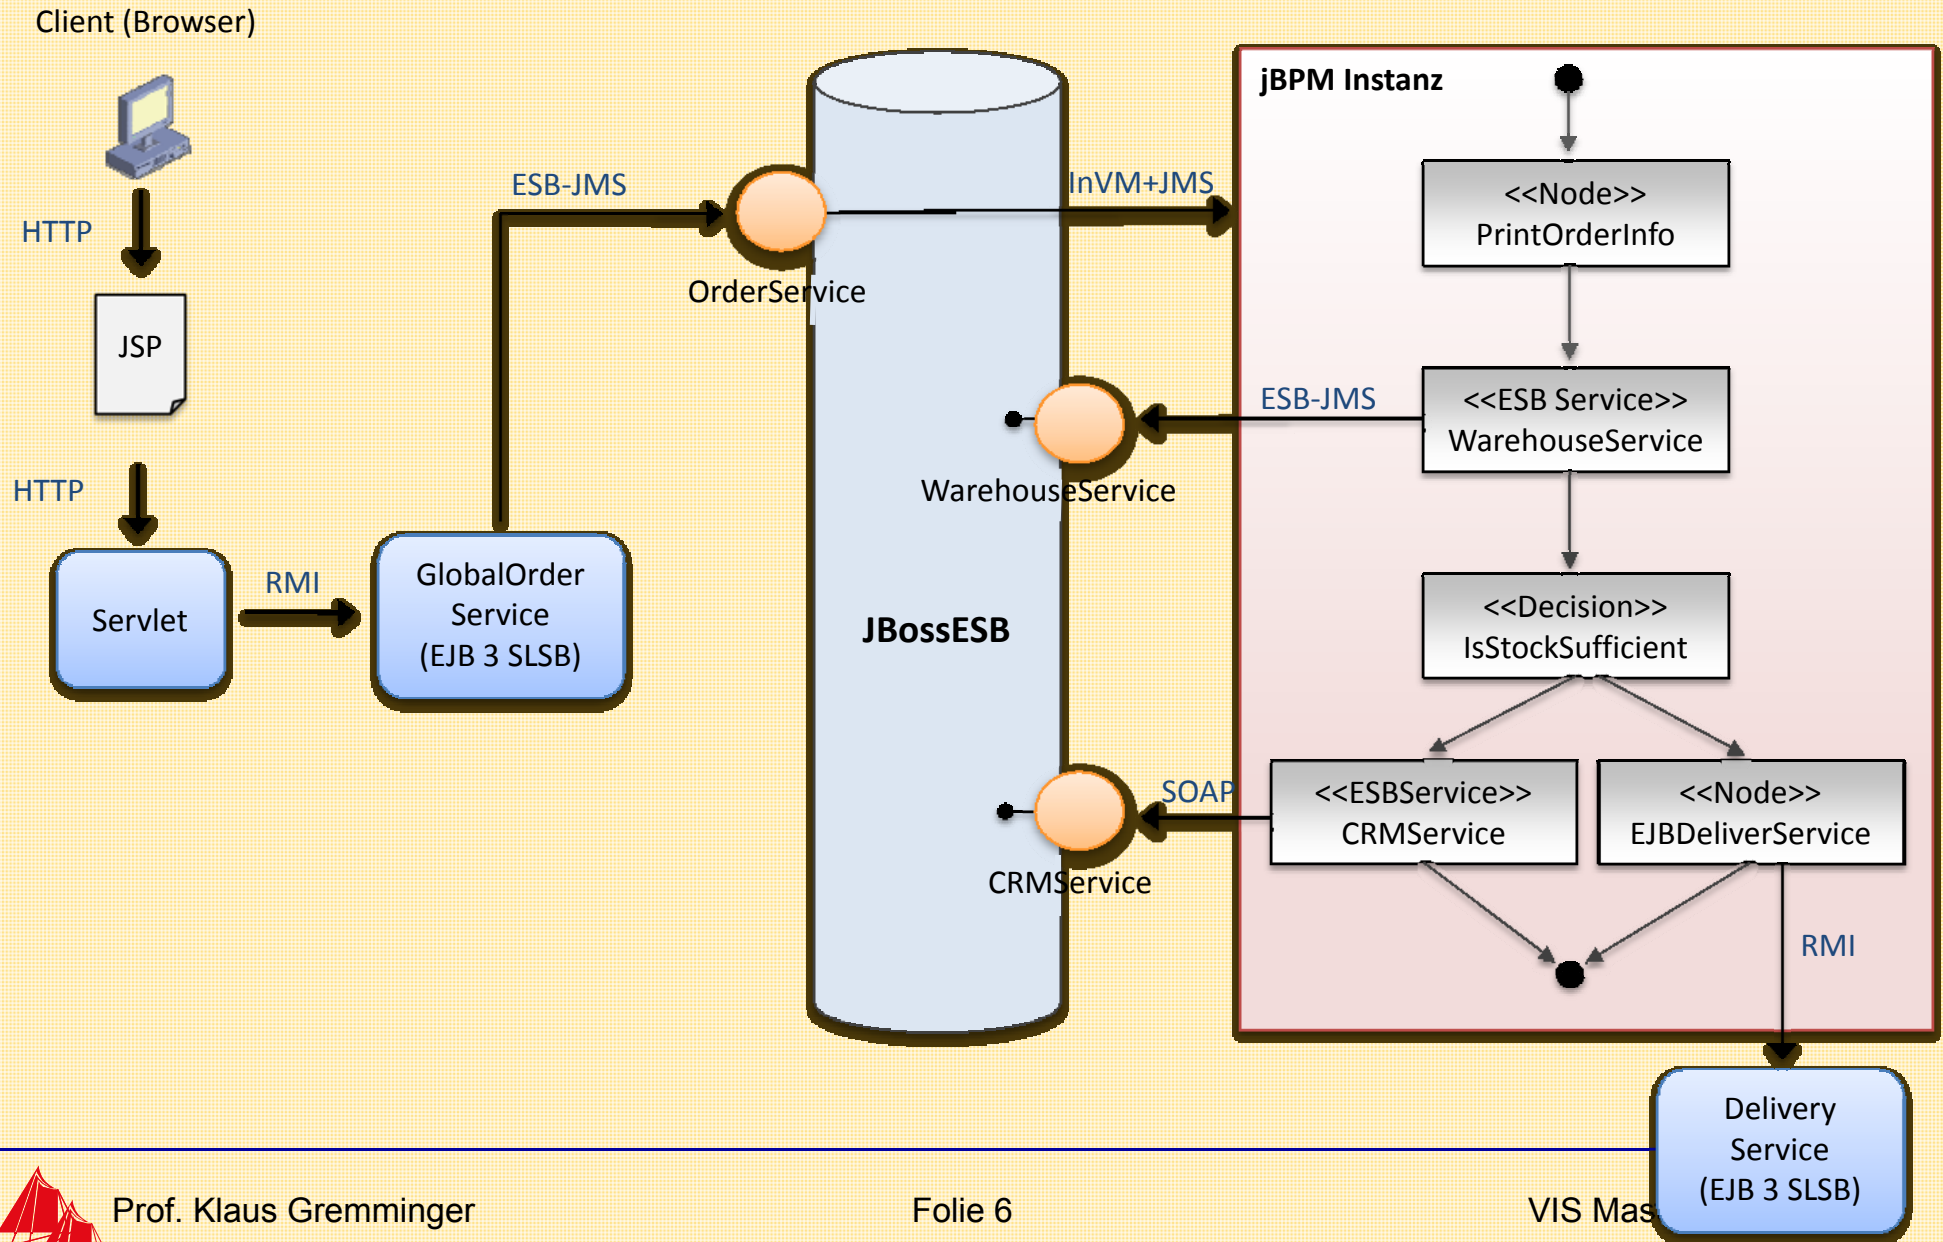 Client (Browser)
HTTP
JSP
HTTP
Servlet
RMI
GlobalOrder
Service
(EJB 3 SLSB)
ESB-JMS
OrderService
InVM+JMS
WarehouseService
JBossESB
CRMService
jBPM Instanz
<<Node>>
PrintOrderInfo
ESB-JMS
<<ESB Service>>
WarehouseService
<<Decision>>
IsStockSufficient
SOAP
<<ESBService>>
CRMService
<<Node>>
EJBDeliverService
RMI
Delivery
Service
(EJB 3 SLSB)
Prof. Klaus Gremminger
Folie 6
VIS Mas